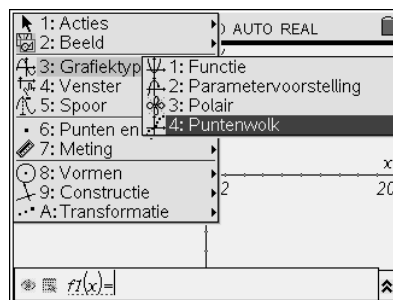 1: Acties
2: Beeld
3: Grafiektyp
4: Venster
5: Spoor
6: Punten en
7: Meting
8: Vormen
9: Constructie
A: Transformatie
) AUTO REAL
1: Functie
2: Parametervoorstelling
3: Polair
4: Puntenwolk
x
2
20
f1(x)=